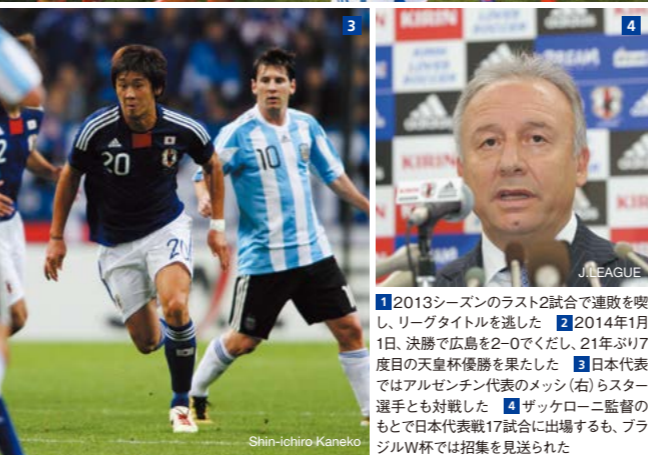 3
4
KIRIN
adidas
KIRIN
KIRIN
2
20
20
10
1
Shin-ichiro Kaneko
J.LEAGUE
1 2013シーズンのラスト2試合で連敗を喫
し、リーグタイトルを逃した 2 2014年1月
1日、決勝で広島を2-0でくだし、21年ぶり7
度目の天皇杯優勝を果たした 3 日本代表
ではアルゼンチン代表のメッシ(右)らスター
選手とも対戦した 4 ザッケローニ監督の
もとで日本代表戦17試合に出場するも、ブラ
ジルW杯では招集を見送られた